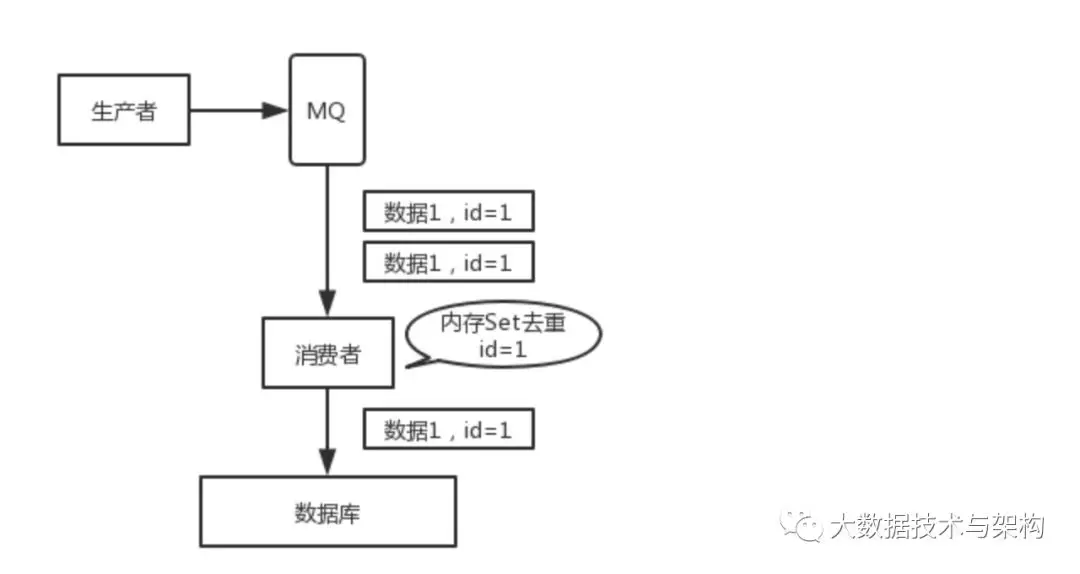 生产者
MQ
数据1，id=1
数据1，id=1
内存Set去重
id=1
消费者
数据1，id=1
数据库
大数据技术与架构